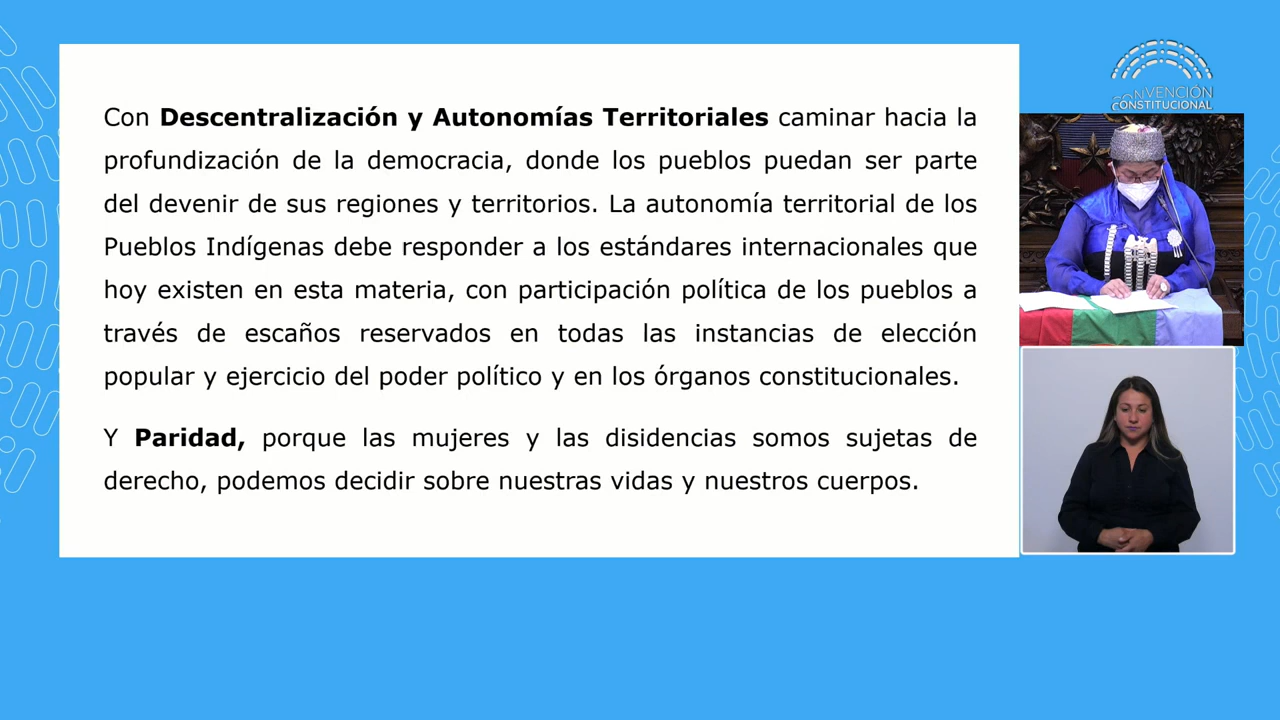 Con Descentralización y Autonomías Territoriales caminar hacia la
profundización de la democracia, donde los pueblos puedan ser parte
del devenir de sus regiones y territorios. La autonomía territorial de los
Pueblos Indígenas debe responder a los estándares internacionales que
hoy existen en esta materia, con participación política de los pueblos a
través de escaños reservados en todas las instancias de elección
popular y ejercicio del poder político y en los órganos constitucionales.
Y Paridad, porque las mujeres y las disidencias somos sujetas de
derecho, podemos decidir sobre nuestras vidas y nuestros cuerpos.
CONVENCIÓN
CONSTITUCIONAL